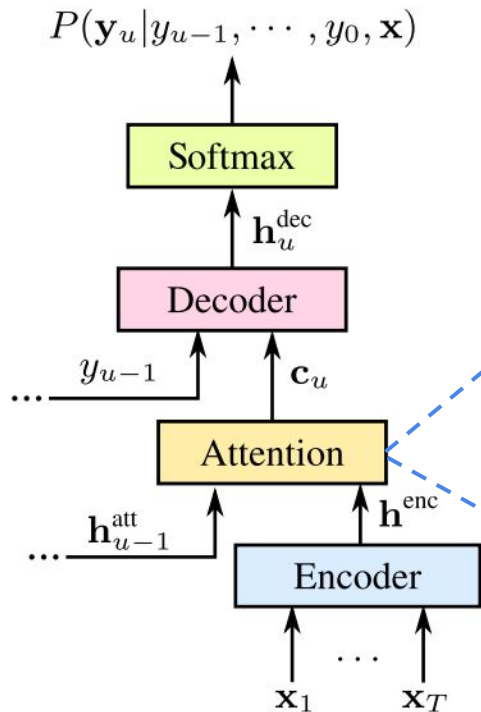 P(y_u|y_{u-1}, ⋯ , y_0, x)
Softmax
h_u^{dec}
Decoder
y_{u-1}
...
c_u
Attention
h_{u-1}^{att}
...
h^{enc}
Encoder
x_1 ⋯ x_T